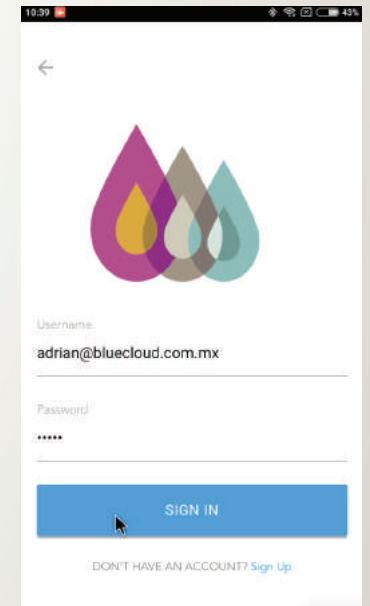 10:39 43%
Username
adrian@bluecloud.com.mx
Password
•••••
SIGN IN
DON'T HAVE AN ACCOUNT? Sign Up